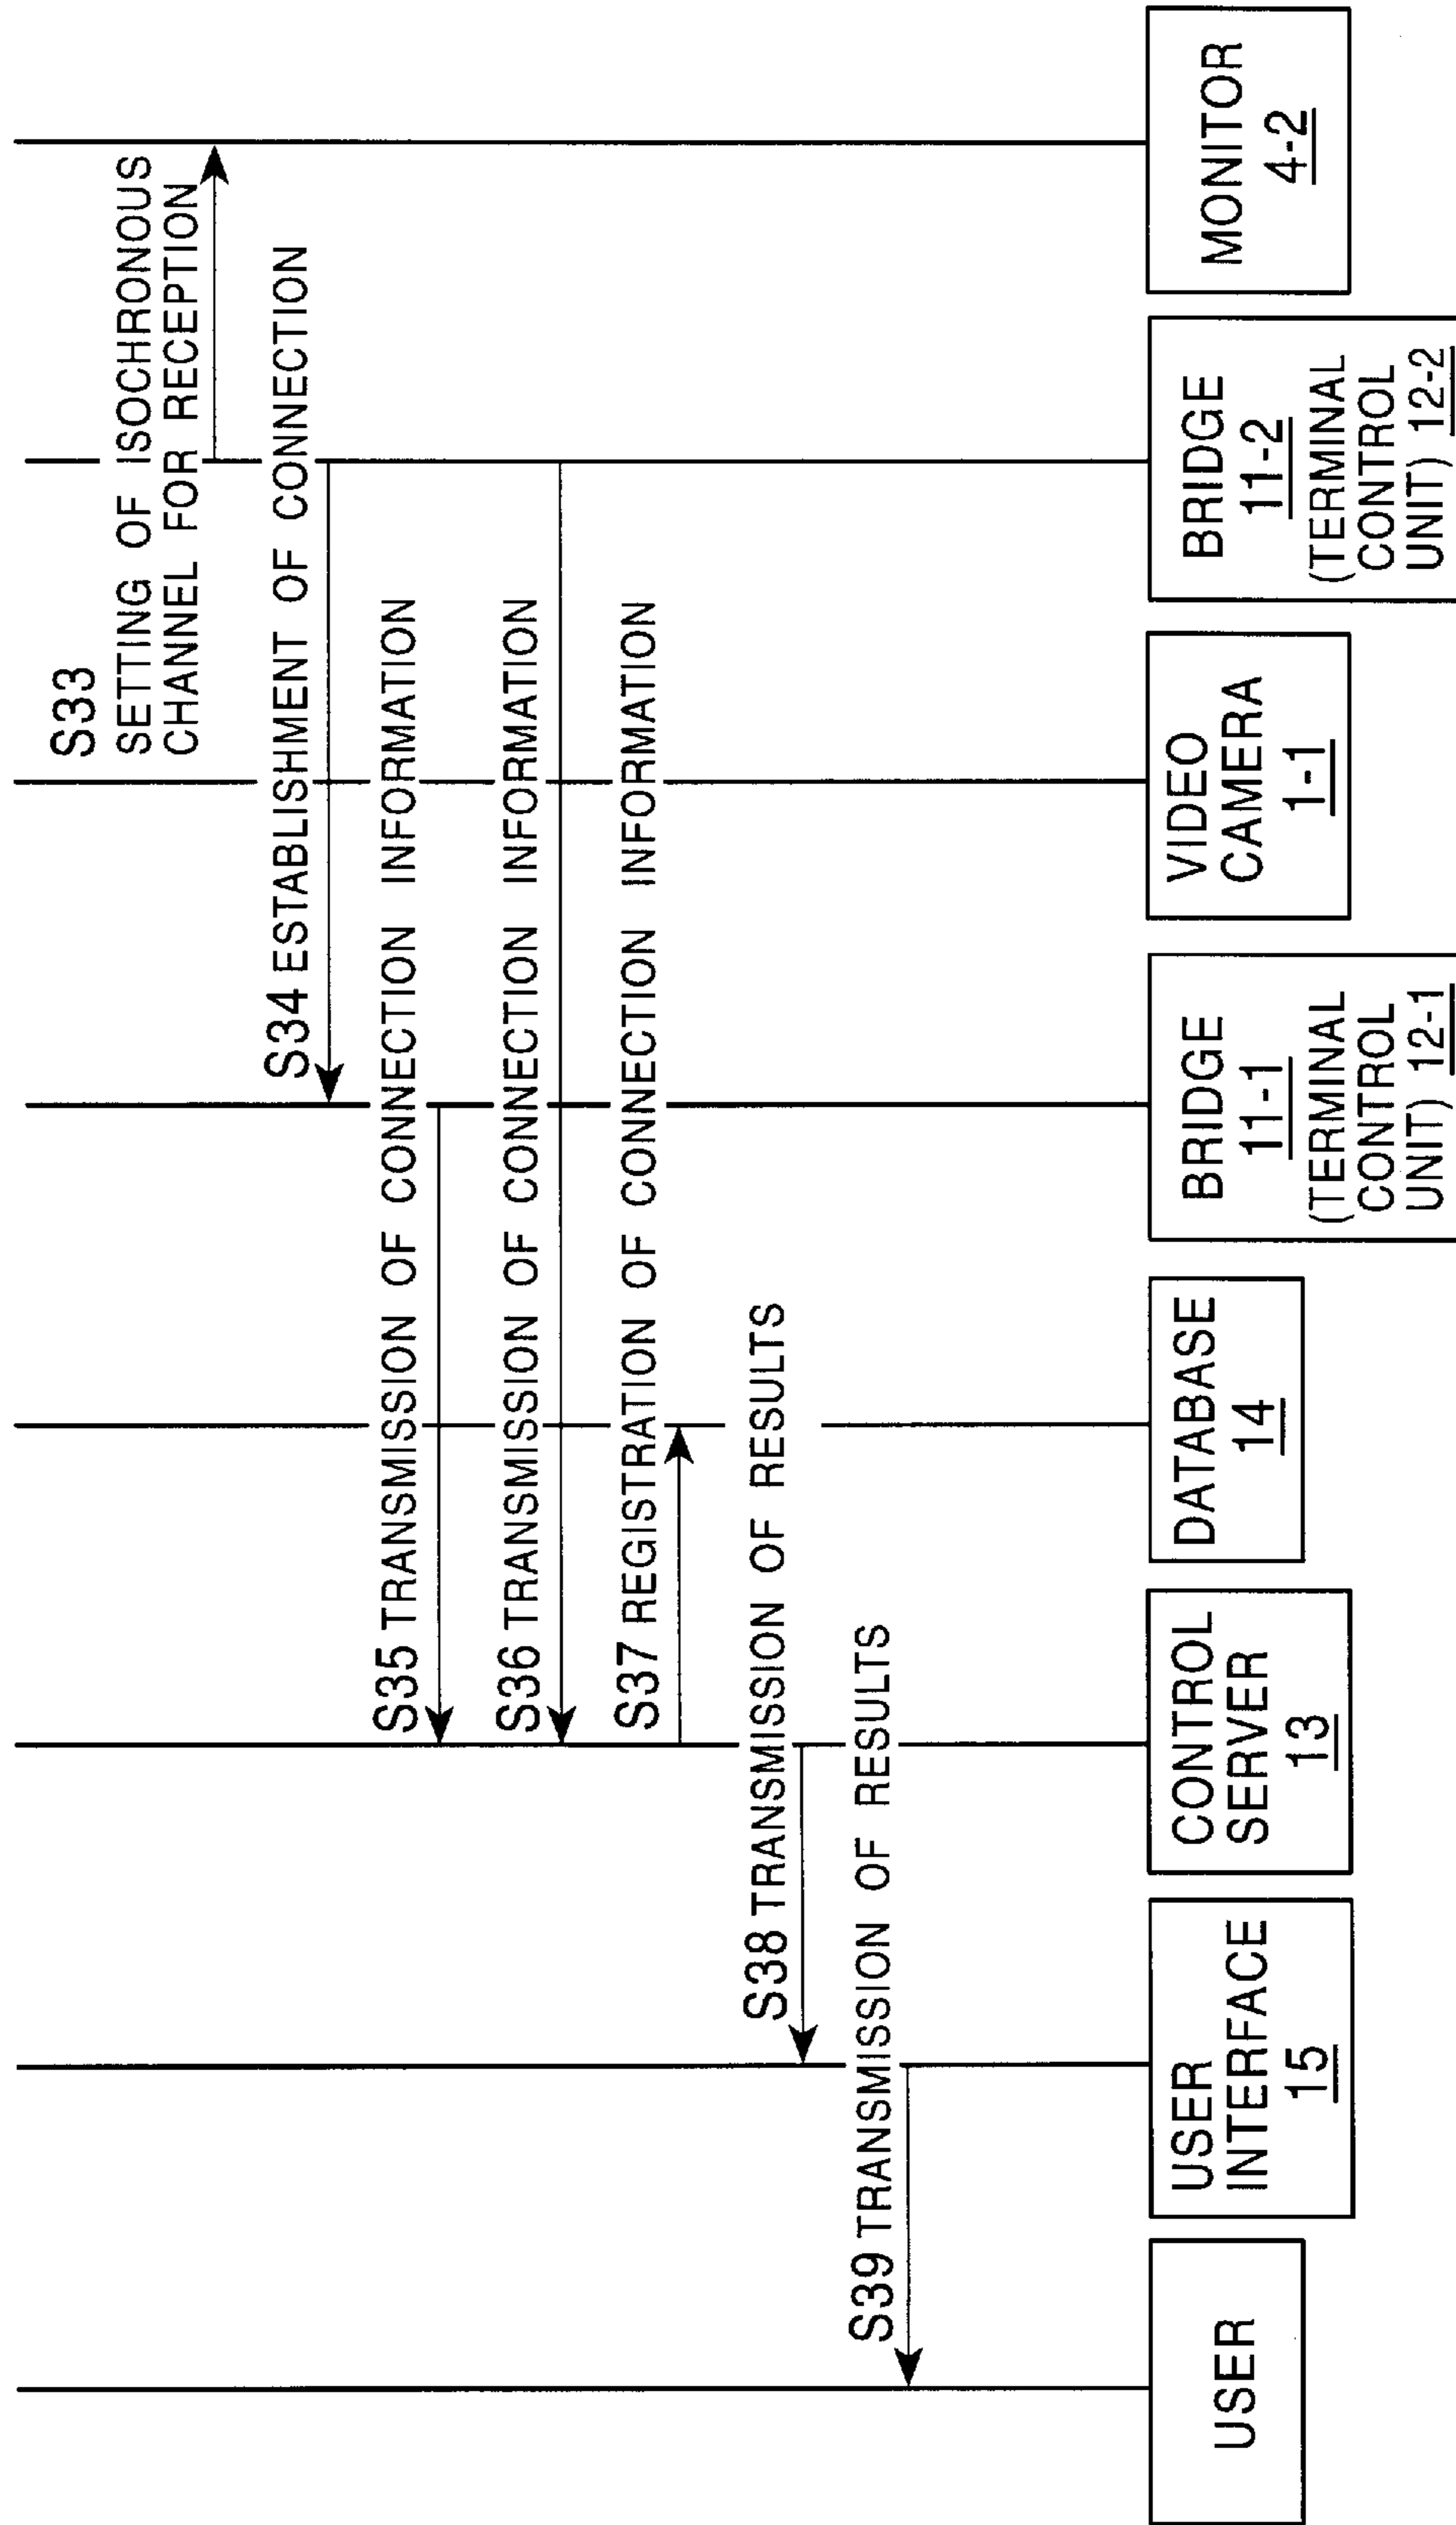 S33
SETTING OF ISOCHRONOUS
CHANNEL FOR RECEPTION
S34 ESTABLISHMENT OF CONNECTION
S35 TRANSMISSION OF CONNECTION INFORMATION
S36 TRANSMISSION OF CONNECTION INFORMATION
S37 REGISTRATION OF CONNECTION INFORMATION
S38 TRANSMISSION OF RESULTS
S39 TRANSMISSION OF RESULTS
USER
USER
INTERFACE
15
CONTROL
SERVER
13
DATABASE
14
BRIDGE
11-1
(TERMINAL
CONTROL
UNIT) 12-1
VIDEO
CAMERA
1-1
BRIDGE
11-2
(TERMINAL
CONTROL
UNIT) 12-2
MONITOR
4-2